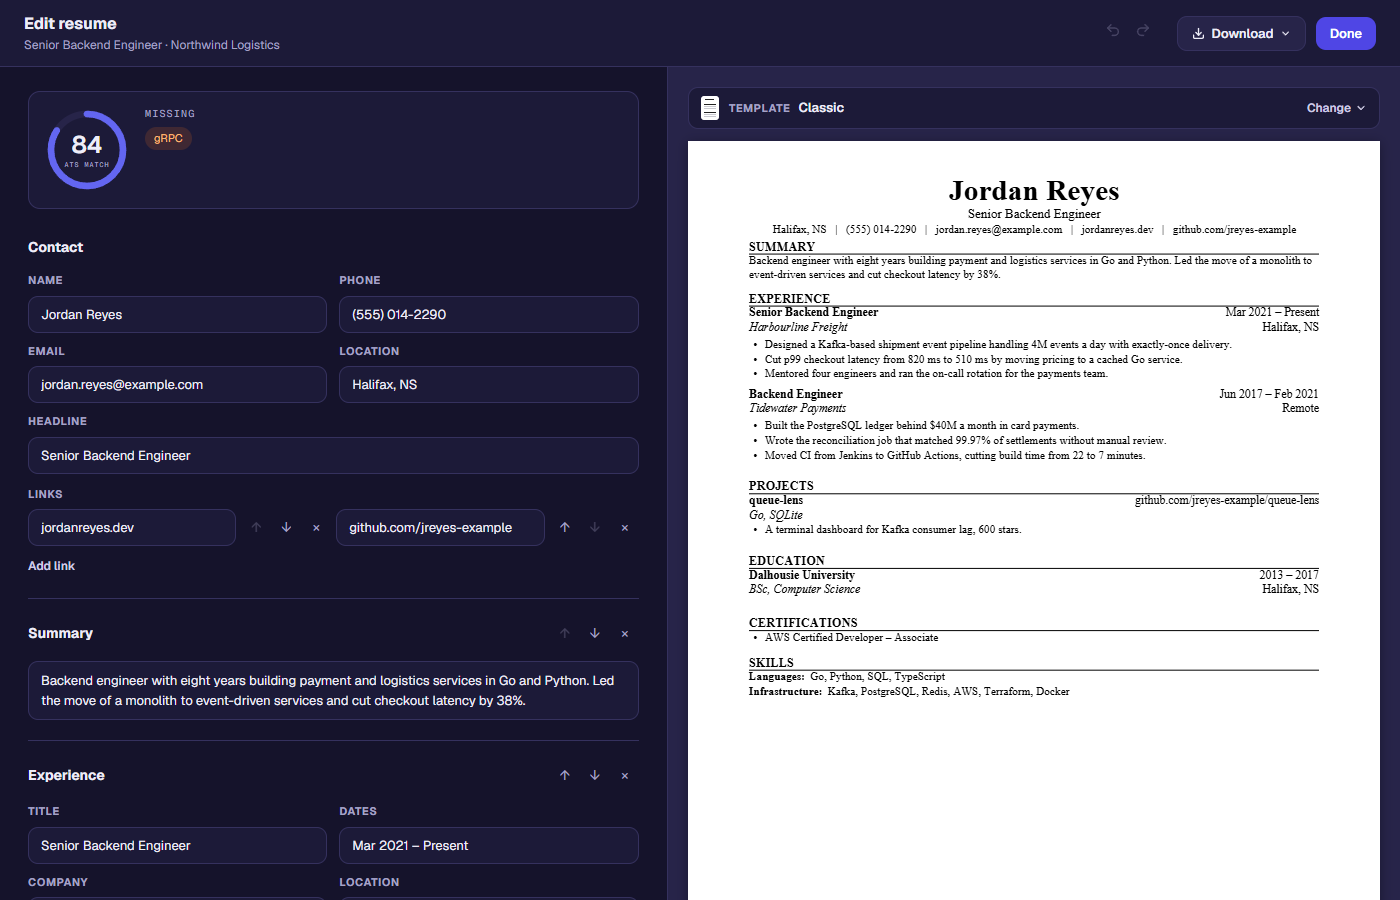 Edit resume
Senior Backend Engineer · Northwind Logistics
Download
Done
84
ATS MATCH
MISSING
gRPC
Contact
NAME
PHONE
Jordan Reyes
(555) 014-2290
EMAIL
LOCATION
jordan.reyes@example.com
Halifax, NS
HEADLINE
Senior Backend Engineer
LINKS
jordanreyes.dev
github.com/jreyes-example
Add link
Summary
Backend engineer with eight years building payment and logistics services in Go and Python. Led
the move of a monolith to event-driven services and cut checkout latency by 38%.
Experience
TITLE
DATES
Senior Backend Engineer
Mar 2021 – Present
COMPANY
LOCATION
TEMPLATE Classic
Change
Jordan Reyes
Senior Backend Engineer
Halifax, NS | (555) 014-2290 | jordan.reyes@example.com | jordanreyes.dev | github.com/jreyes-example
SUMMARY
Backend engineer with eight years building payment and logistics services in Go and Python. Led the move of a monolith to
event-driven services and cut checkout latency by 38%.
EXPERIENCE
Senior Backend Engineer Mar 2021 – Present
Harbourline Freight Halifax, NS
• Designed a Kafka-based shipment event pipeline handling 4M events a day with exactly-once delivery.
• Cut p99 checkout latency from 820 ms to 510 ms by moving pricing to a cached Go service.
• Mentored four engineers and ran the on-call rotation for the payments team.
Backend Engineer Jun 2017 – Feb 2021
Tidewater Payments Remote
• Built the PostgreSQL ledger behind $40M a month in card payments.
• Wrote the reconciliation job that matched 99.97% of settlements without manual review.
• Moved CI from Jenkins to GitHub Actions, cutting build time from 22 to 7 minutes.
PROJECTS
queue-lens github.com/jreyes-example/queue-lens
Go, SQLite
• A terminal dashboard for Kafka consumer lag, 600 stars.
EDUCATION
Dalhousie University 2013 – 2017
BSc, Computer Science Halifax, NS
CERTIFICATIONS
• AWS Certified Developer – Associate
SKILLS
Languages: Go, Python, SQL, TypeScript
Infrastructure: Kafka, PostgreSQL, Redis, AWS, Terraform, Docker